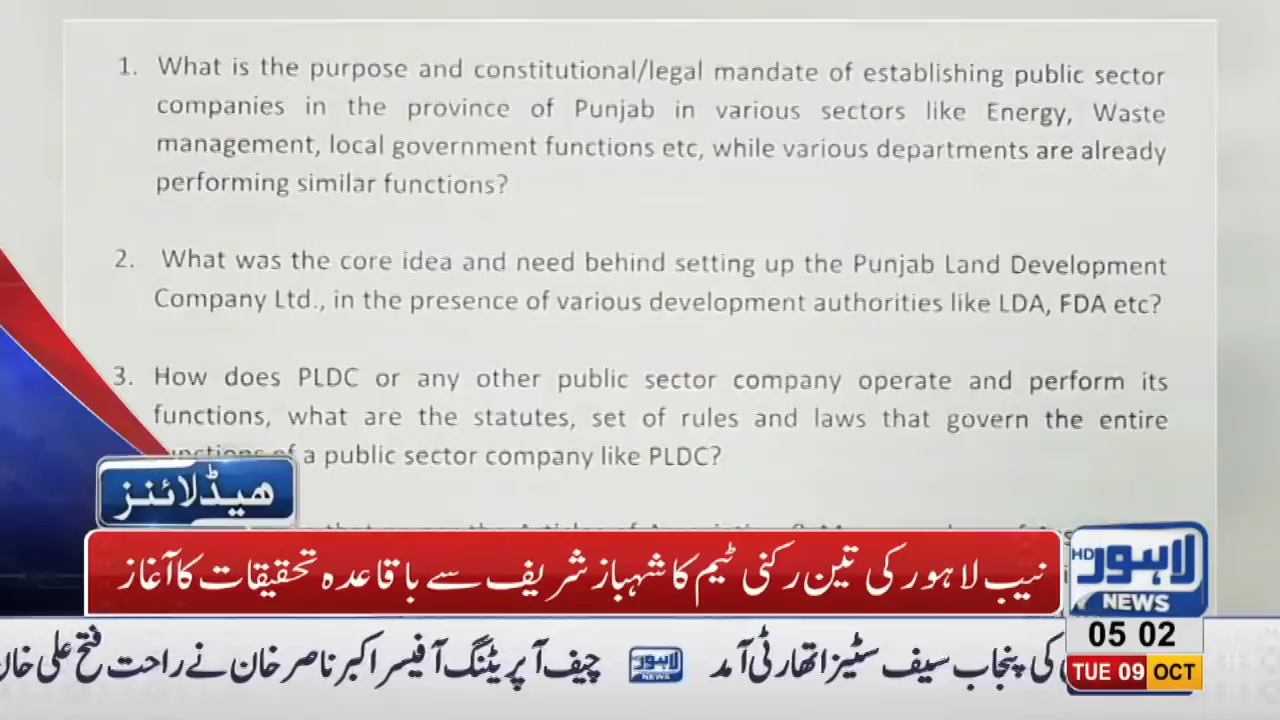 1. What is the purpose and constitutional/legal mandate of establishing public sector
companies in the province of Punjab in various sectors like Energy, Waste
management, local government functions etc, while various departments are already
performing similar functions?
2. What was the core idea and need behind setting up the Punjab Land Development
Company Ltd., in the presence of various development authorities like LDA, FDA etc?
3. How does PLDC or any other public sector company operate and perform its
functions, what are the statutes, set of rules and laws that govern the entire
functions of a public sector company like PLDC?
ھیڈلائنز
نیب لاہور کی تین رکنی ٹیم کا شہباز شریف سے باقاعدہ تحقیقات کا آغاز
HD لاہور
NEWS
05 02
TUE 09 OCT
کی پنجاب سیف سٹیز اتھارٹی آمد لاہور NEWS چیف آپریٹنگ آفیسر اکبر ناصر خان نے راحت فتح علی خان